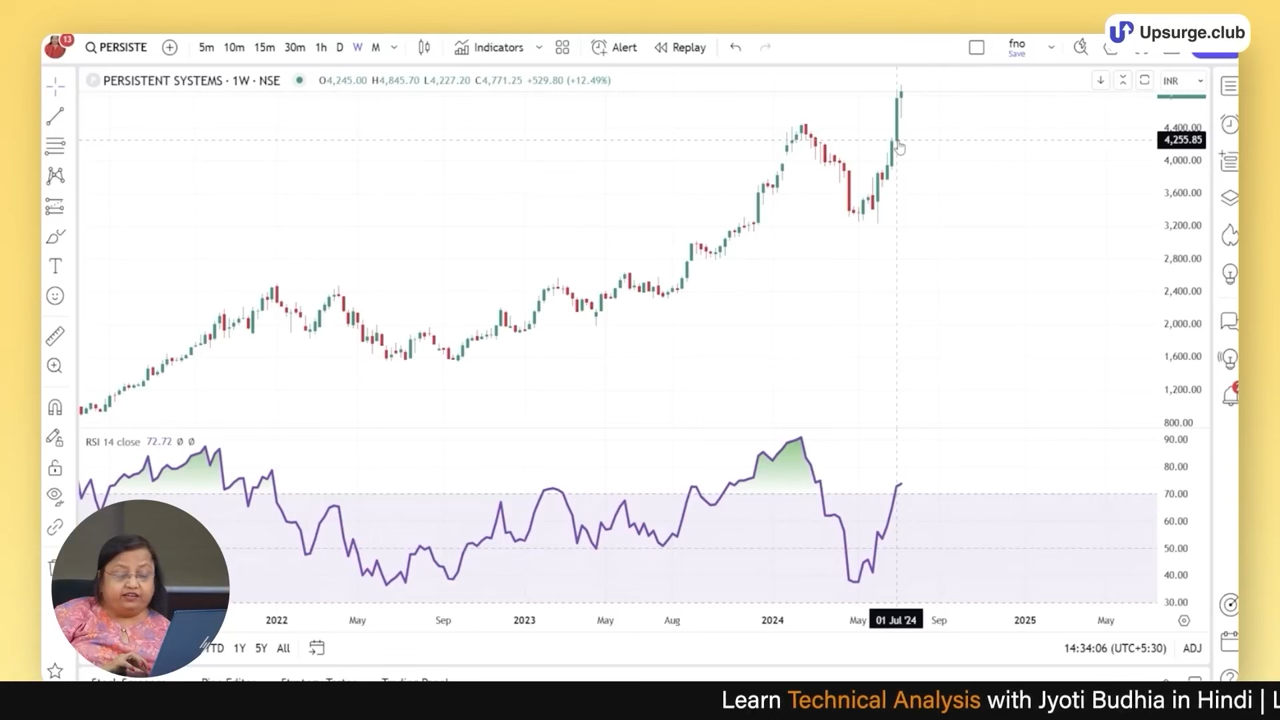 Upsurge.club
13
PERSISTE
5m 10m 15m 30m 1h D W M
Indicators
Alert
Replay
fno
Save
PERSISTENT SYSTEMS · 1W · NSE
O4,245.00 H4,845.70 L4,227.20 C4,771.25 +529.80 (+12.49%)
INR
4,400.00
4,255.85
4,000.00
3,600.00
3,200.00
2,800.00
2,400.00
2,000.00
1,600.00
1,200.00
800.00
RSI 14 close 72.72 Ø Ø
90.00
80.00
70.00
60.00
50.00
40.00
30.00
2022 May Sep 2023 May Aug 2024 May 01 Jul '24 Sep 2025 May
YTD 1Y 5Y All
14:34:06 (UTC+5:30) ADJ
Learn Technical Analysis with Jyoti Budhia in Hindi | L